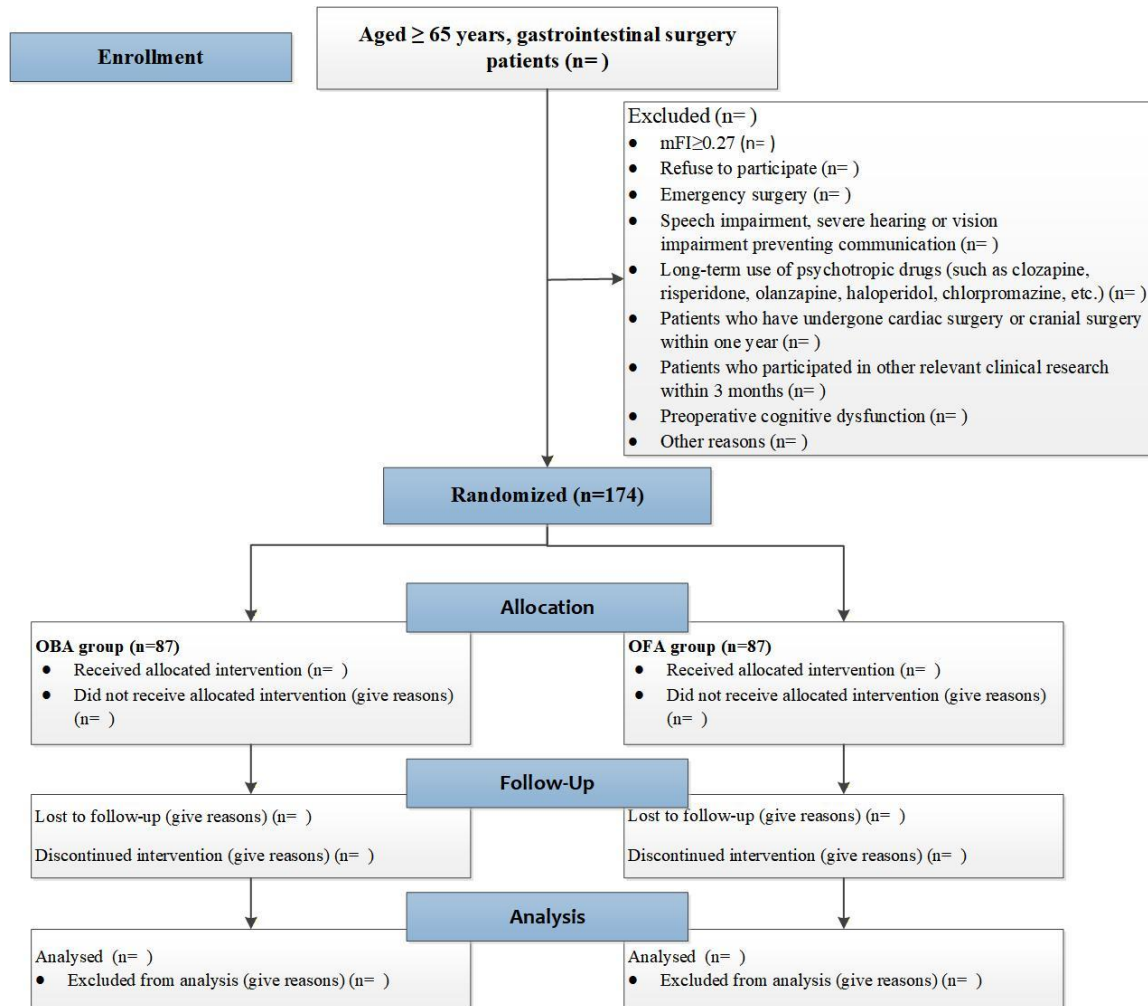 Enrollment
Aged ≥ 65 years, gastrointestinal surgery
patients (n= )
Excluded (n= )
● mFI≥0.27 (n= )
● Refuse to participate (n= )
● Emergency surgery (n= )
● Speech impairment, severe hearing or vision
impairment preventing communication (n= )
● Long-term use of psychotropic drugs (such as clozapine,
risperidone, olanzapine, haloperidol, chlorpromazine, etc.) (n= )
● Patients who have undergone cardiac surgery or cranial surgery
within one year (n= )
● Patients who participated in other relevant clinical research
within 3 months (n= )
● Preoperative cognitive dysfunction (n= )
● Other reasons (n= )
Randomized (n=174)
Allocation
OBA group (n=87)
● Received allocated intervention (n= )
● Did not receive allocated intervention (give reasons)
(n= )
OFA group (n=87)
● Received allocated intervention (n= )
● Did not receive allocated intervention (give reasons)
(n= )
Follow-Up
Lost to follow-up (give reasons) (n= )
Discontinued intervention (give reasons) (n= )
Lost to follow-up (give reasons) (n= )
Discontinued intervention (give reasons) (n= )
Analysis
Analysed (n= )
● Excluded from analysis (give reasons) (n= )
Analysed (n= )
● Excluded from analysis (give reasons) (n= )